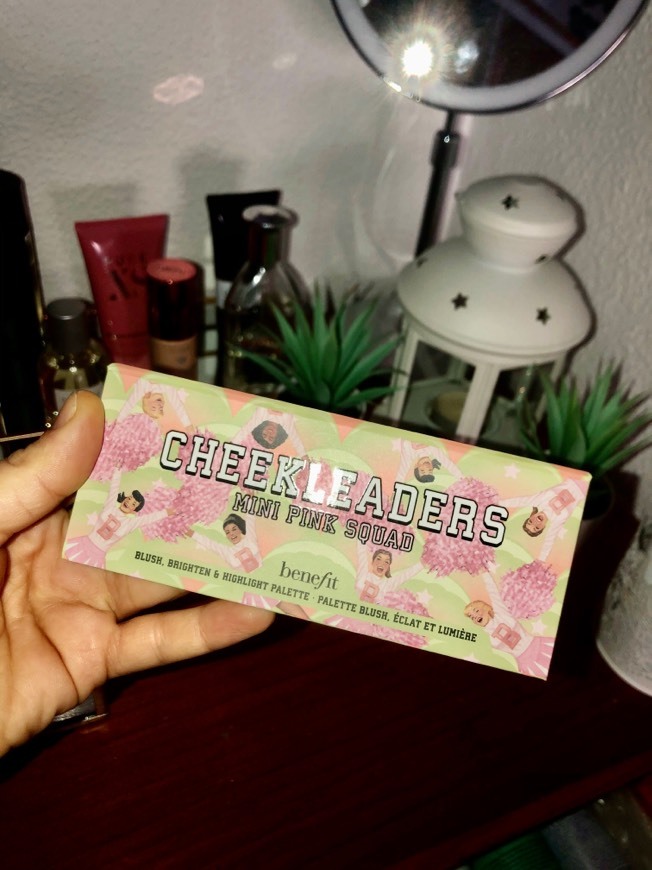 CHEEKLEADERS
MINI PINK SQUAD
benefit
BLUSH, BRIGHTEN & HIGHLIGHT PALETTE · PALETTE BLUSH, ÉCLAT ET LUMIÈRE